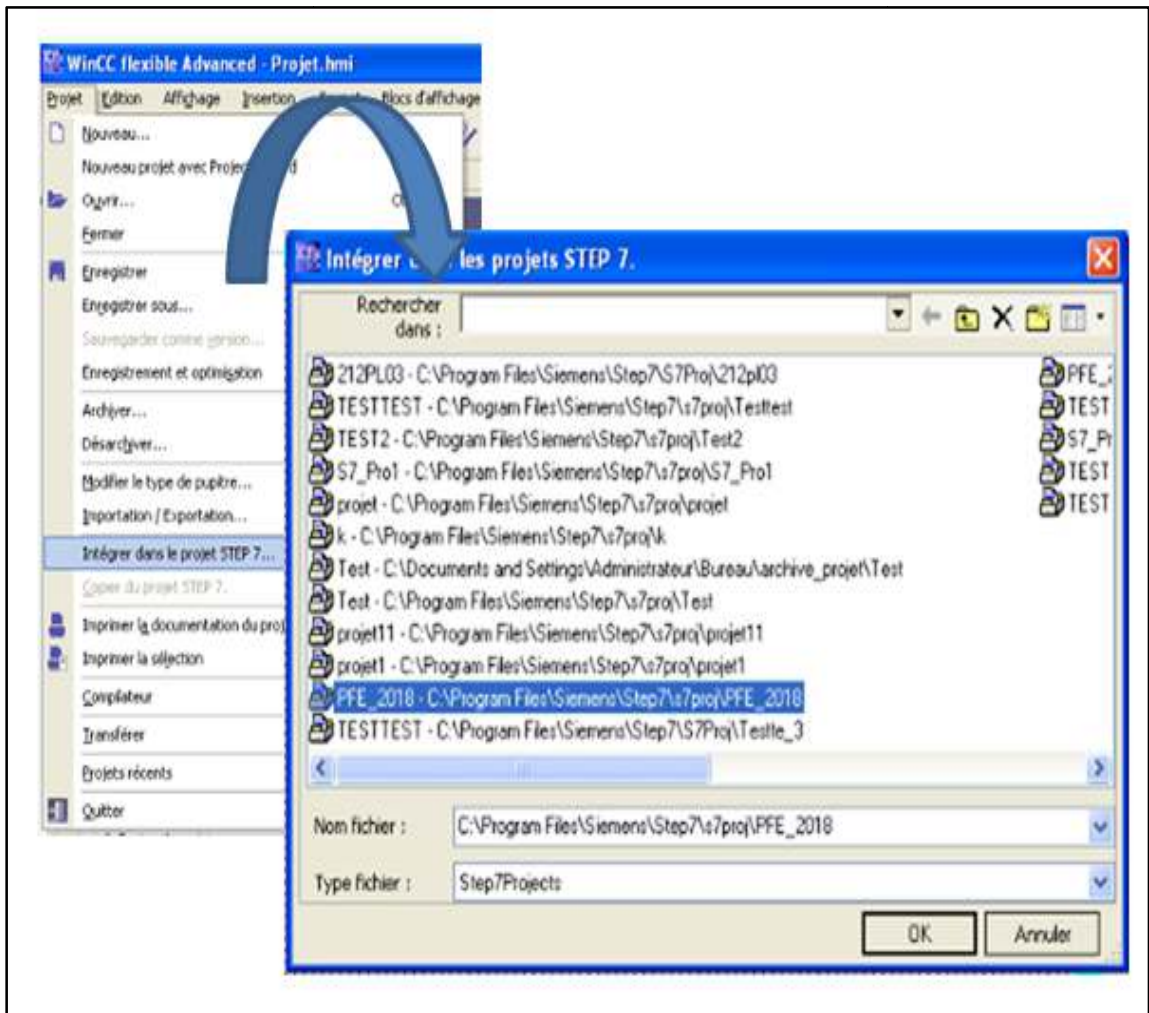 WinCC flexible Advanced - Projet.hmi
Projet Edition Affichage Insertion Blocs d'affichage
Nouveau...
Nouveau projet avec
Ouvrir...
Fermer
Enregistrer
Enregistrer sous...
Sauvegarder comme version...
Enregistrement et optimisation
Archiver...
Désarchiver...
Modifier le type de pupitre...
Importation / Exportation...
Intégrer dans le projet STEP 7...
Copier du projet STEP 7.
Imprimer la documentation du proj
Imprimer la sélection
Compilateur
Transférer
Projets récents
Quitter
Intégrer les projets STEP 7.
Rechercher
dans :
212PL03 - C:\Program Files\Siemens\Step7\S7Proj\212pl03
PFE_2
TESTTEST - C:\Program Files\Siemens\Step7\s7proj\Testtest
TEST
TEST2 - C:\Program Files\Siemens\Step7\s7proj\Test2
S7_Pr
S7_Pro1 - C:\Program Files\Siemens\Step7\s7proj\S7_Pro1
TEST
projet - C:\Program Files\Siemens\Step7\s7proj\projet
TEST
k - C:\Program Files\Siemens\Step7\s7proj\k
Test - C:\Documents and Settings\Administrateur\Bureau\archive_projet\Test
Test - C:\Program Files\Siemens\Step7\s7proj\Test
projet11 - C:\Program Files\Siemens\Step7\s7proj\projet11
projet1 - C:\Program Files\Siemens\Step7\s7proj\projet1
PFE_2018 - C:\Program Files\Siemens\Step7\s7proj\PFE_2018
TESTTEST - C:\Program Files\Siemens\Step7\S7Proj\Testte_3
Nom fichier : C:\Program Files\Siemens\Step7\s7proj\PFE_2018
Type fichier : Step7Projects
OK Annuler